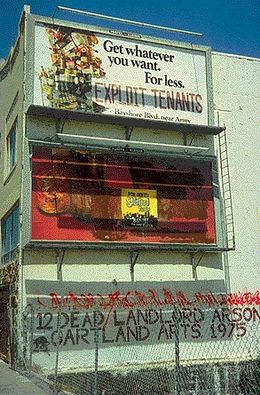 Get whatever
you want.
For less.
EXPLOIT TENANTS
Bayshore Blvd. near Army
12 DEAD/LANDLORD ARSON
GARTLAND APTS 1975